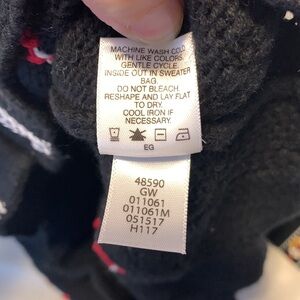 MACHINE WASH COLD
WITH LIKE COLORS
GENTLE CYCLE
INSIDE OUT IN SWEATER
BAG.
DO NOT BLEACH.
RESHAPE AND LAY FLAT
TO DRY.
COOL IRON IF
NECESSARY.
EG
48590
GW
011061
011061M
051517
H117